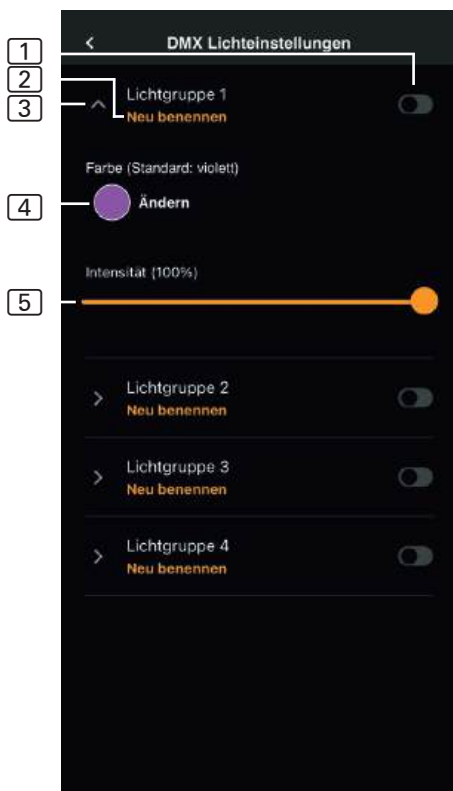 DMX Lichteinstellungen
1
2
3
Lichtgruppe 1
Neu benennen
Farbe (Standard: violett)
4
Ändern
Intensität (100%)
5
Lichtgruppe 2
Neu benennen
Lichtgruppe 3
Neu benennen
Lichtgruppe 4
Neu benennen